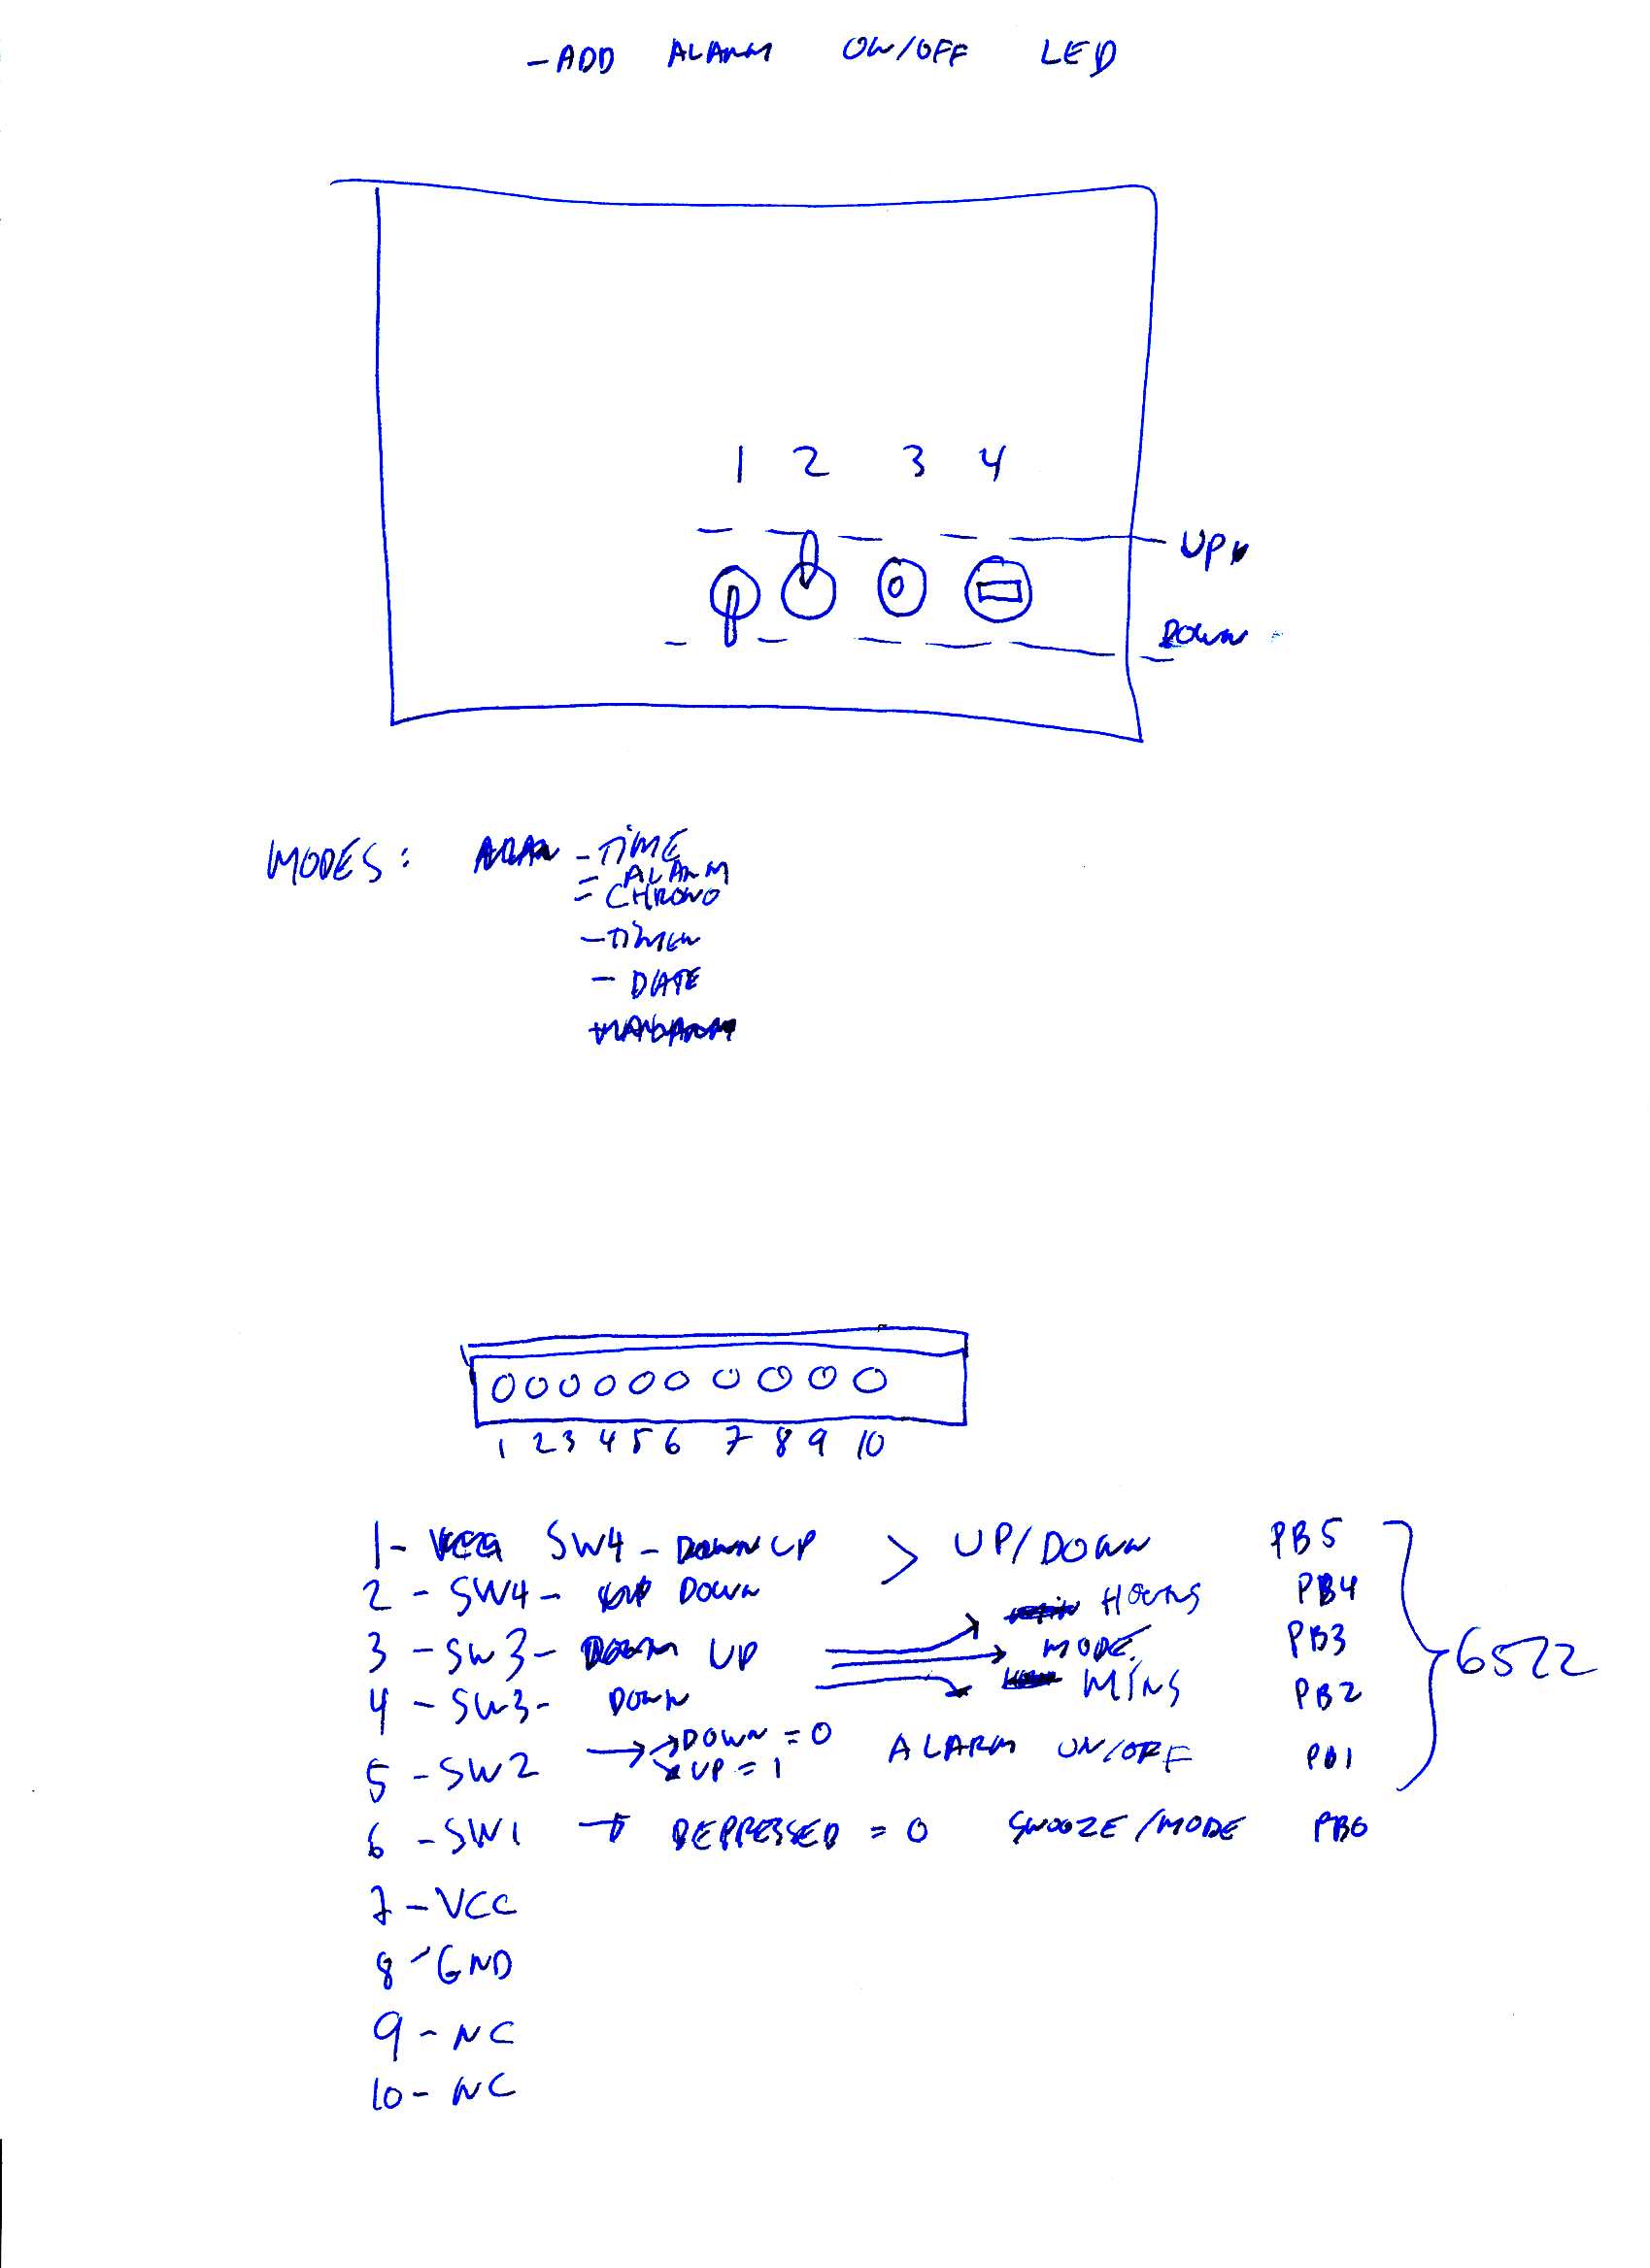 - ADD ALARM ON/OFF LED
1 2 3 4
UP
DOWN
MODES: - TIME
- ALARM
- CHRONO
- TIMER
- DATE
1 2 3 4 5 6 7 8 9 10
1 - SW4 - UP > UP/DOWN PB5
2 - SW4 - DOWN HOURS PB4
3 - SW3 - UP MODE PB3
4 - SW3 - DOWN MINS PB2
6522
5 - SW2 → DOWN = 0 ALARM ON/OFF PB1
UP = 1
6 - SW1 → DEPRESSED = 0 SNOOZE/MODE PB0
7 - VCC
8 - GND
9 - NC
10 - NC